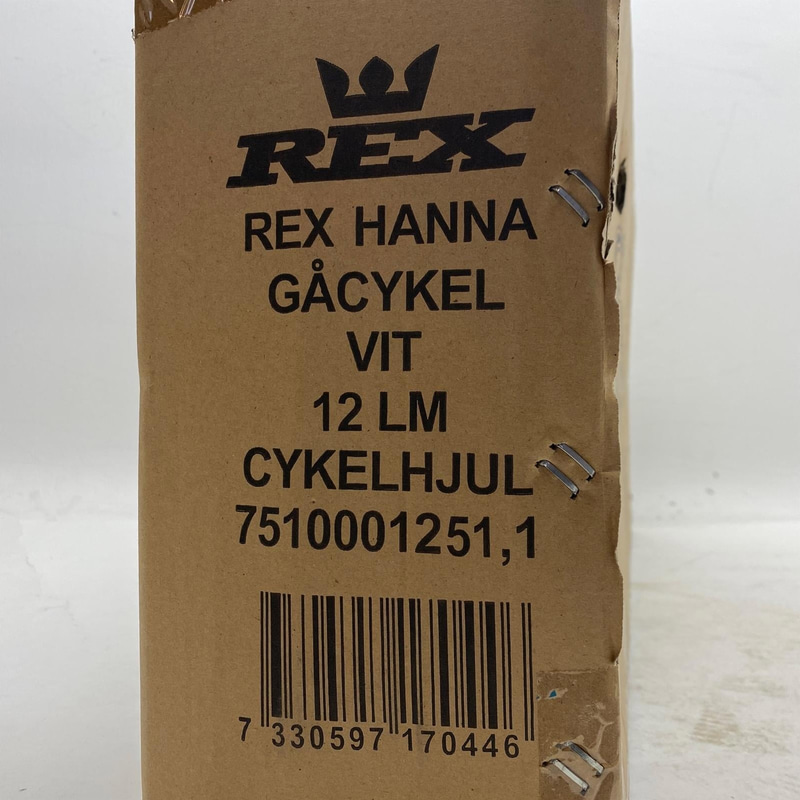 REX
REX HANNA
GÅCYKEL
VIT
12 LM
CYKELHJUL
7510001251,1
7 330597 170446